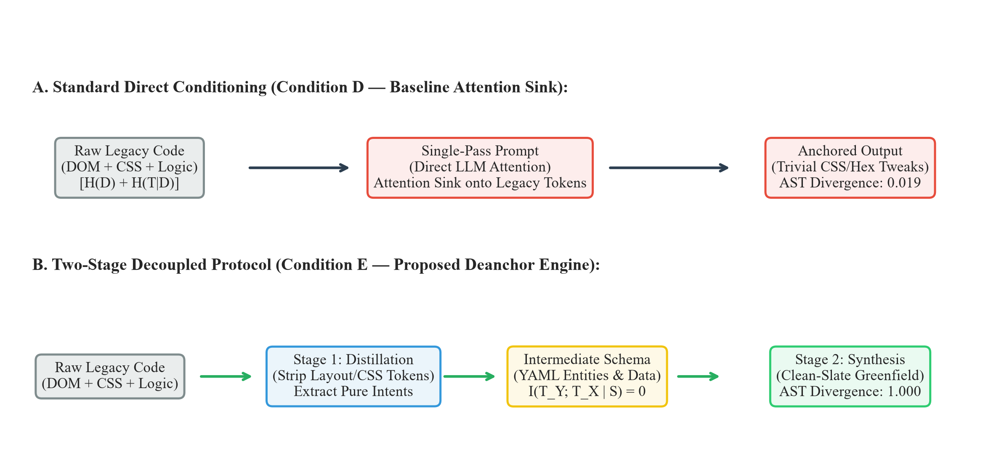 A. Standard Direct Conditioning (Condition D — Baseline Attention Sink):
Raw Legacy Code
(DOM + CSS + Logic)
[H(D) + H(T|D)]
Single-Pass Prompt
(Direct LLM Attention)
Attention Sink onto Legacy Tokens
Anchored Output
(Trivial CSS/Hex Tweaks)
AST Divergence: 0.019
B. Two-Stage Decoupled Protocol (Condition E — Proposed Deanchor Engine):
Raw Legacy Code
(DOM + CSS + Logic)
Stage 1: Distillation
(Strip Layout/CSS Tokens)
Extract Pure Intents
Intermediate Schema
(YAML Entities & Data)
I(T_Y; T_X | S) = 0
Stage 2: Synthesis
(Clean-Slate Greenfield)
AST Divergence: 1.000